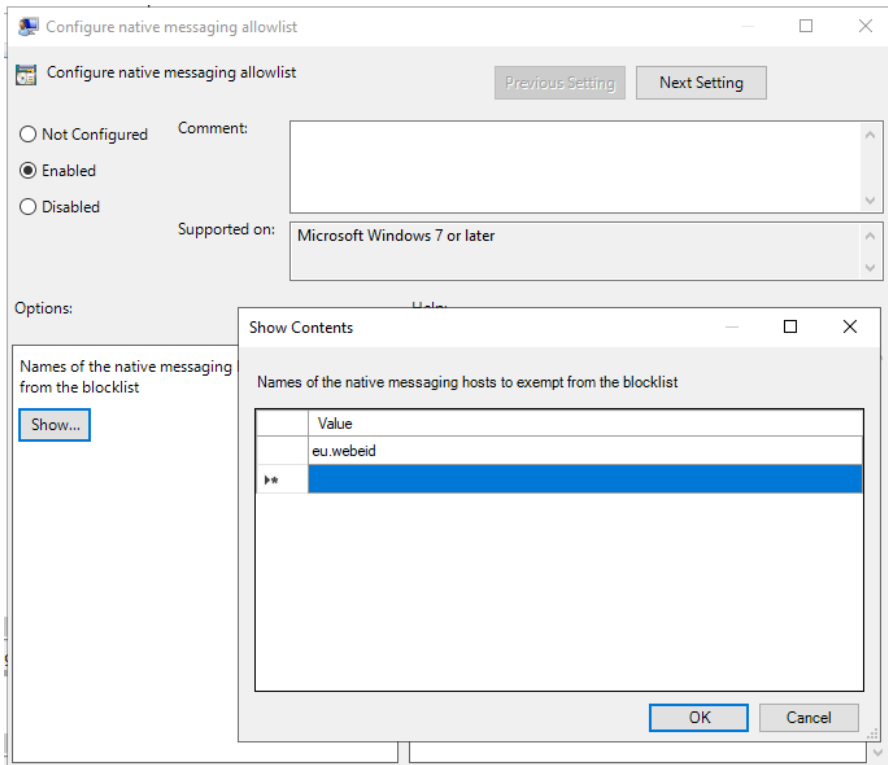 Configure native messaging allowlist
Configure native messaging allowlist
Previous Setting
Next Setting
Not Configured
Comment:
Enabled
Disabled
Supported on:
Microsoft Windows 7 or later
Options:
Show Contents
Names of the native messaging
from the blocklist
Show...
Names of the native messaging hosts to exempt from the blocklist
Value
eu.webeid
OK
Cancel